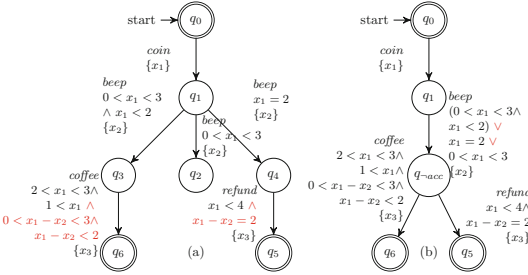 start
q0
coin
{x1}
q1
beep
0 < x1 < 3
∧ x1 < 2
{x2}
beep
0 < x1 < 3
beep
x1 = 2
{x2}
q3
q2
q4
coffee
2 < x1 < 3∧
1 < x1 ∧
0 < x1 − x2 < 3∧
x1 − x2 < 2
{x3}
refund
x1 < 4 ∧
x1 − x2 = 2
{x3}
q6
(a)
q5
start
q0
coin
{x1}
q1
beep
(0 < x1 < 3∧
x1 < 2) ∨
x1 = 2 ∨
0 < x1 < 3
{x2}
q¬acc
coffee
2 < x1 < 3∧
1 < x1∧
0 < x1 − x2 < 3∧
x1 − x2 < 2
{x3}
refund
x1 < 4∧
x1 − x2 = 2
{x3}
q6
(b)
q5